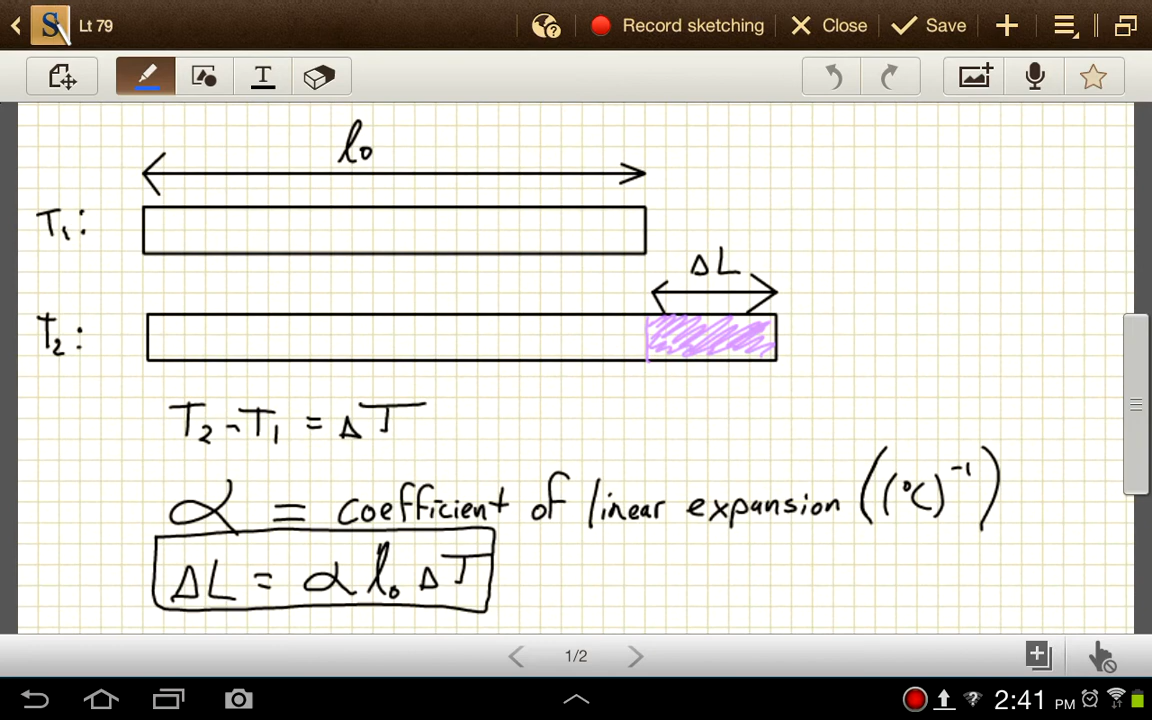 S Lt 79 Record sketching Close Save
T
l₀
T₁:
ΔL
T₂:
T₂-T₁ = ΔT
α ≡ coefficient of linear expansion ((°C)⁻¹)
ΔL = α l₀ ΔT
1/2
2:41 PM